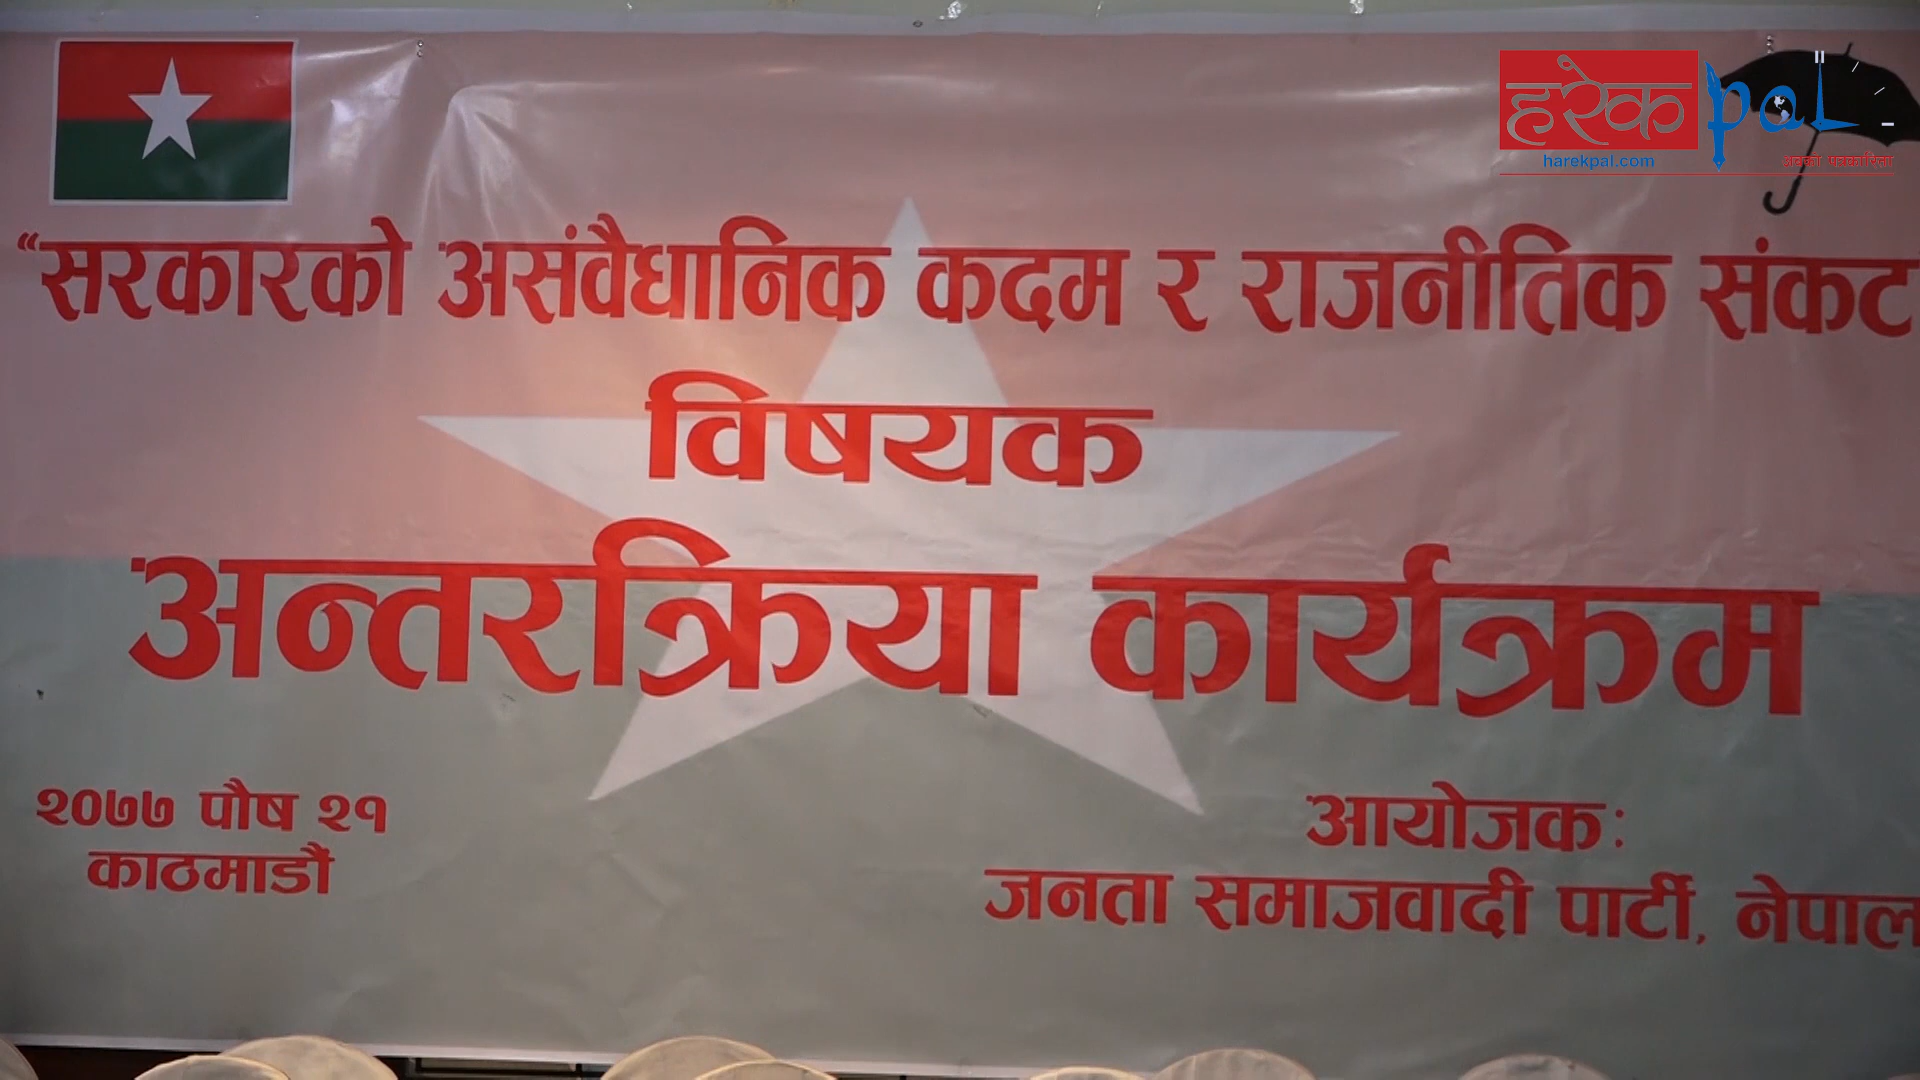 हरेक pal
harekpal.com
“सरकारको असंवैधानिक कदम र राजनीतिक संकट
विषयक
अन्तरक्रिया कार्यक्रम
२०७७ पौष २१
काठमाडौं
आयोजक:
जनता समाजवादी पार्टी, नेपाल